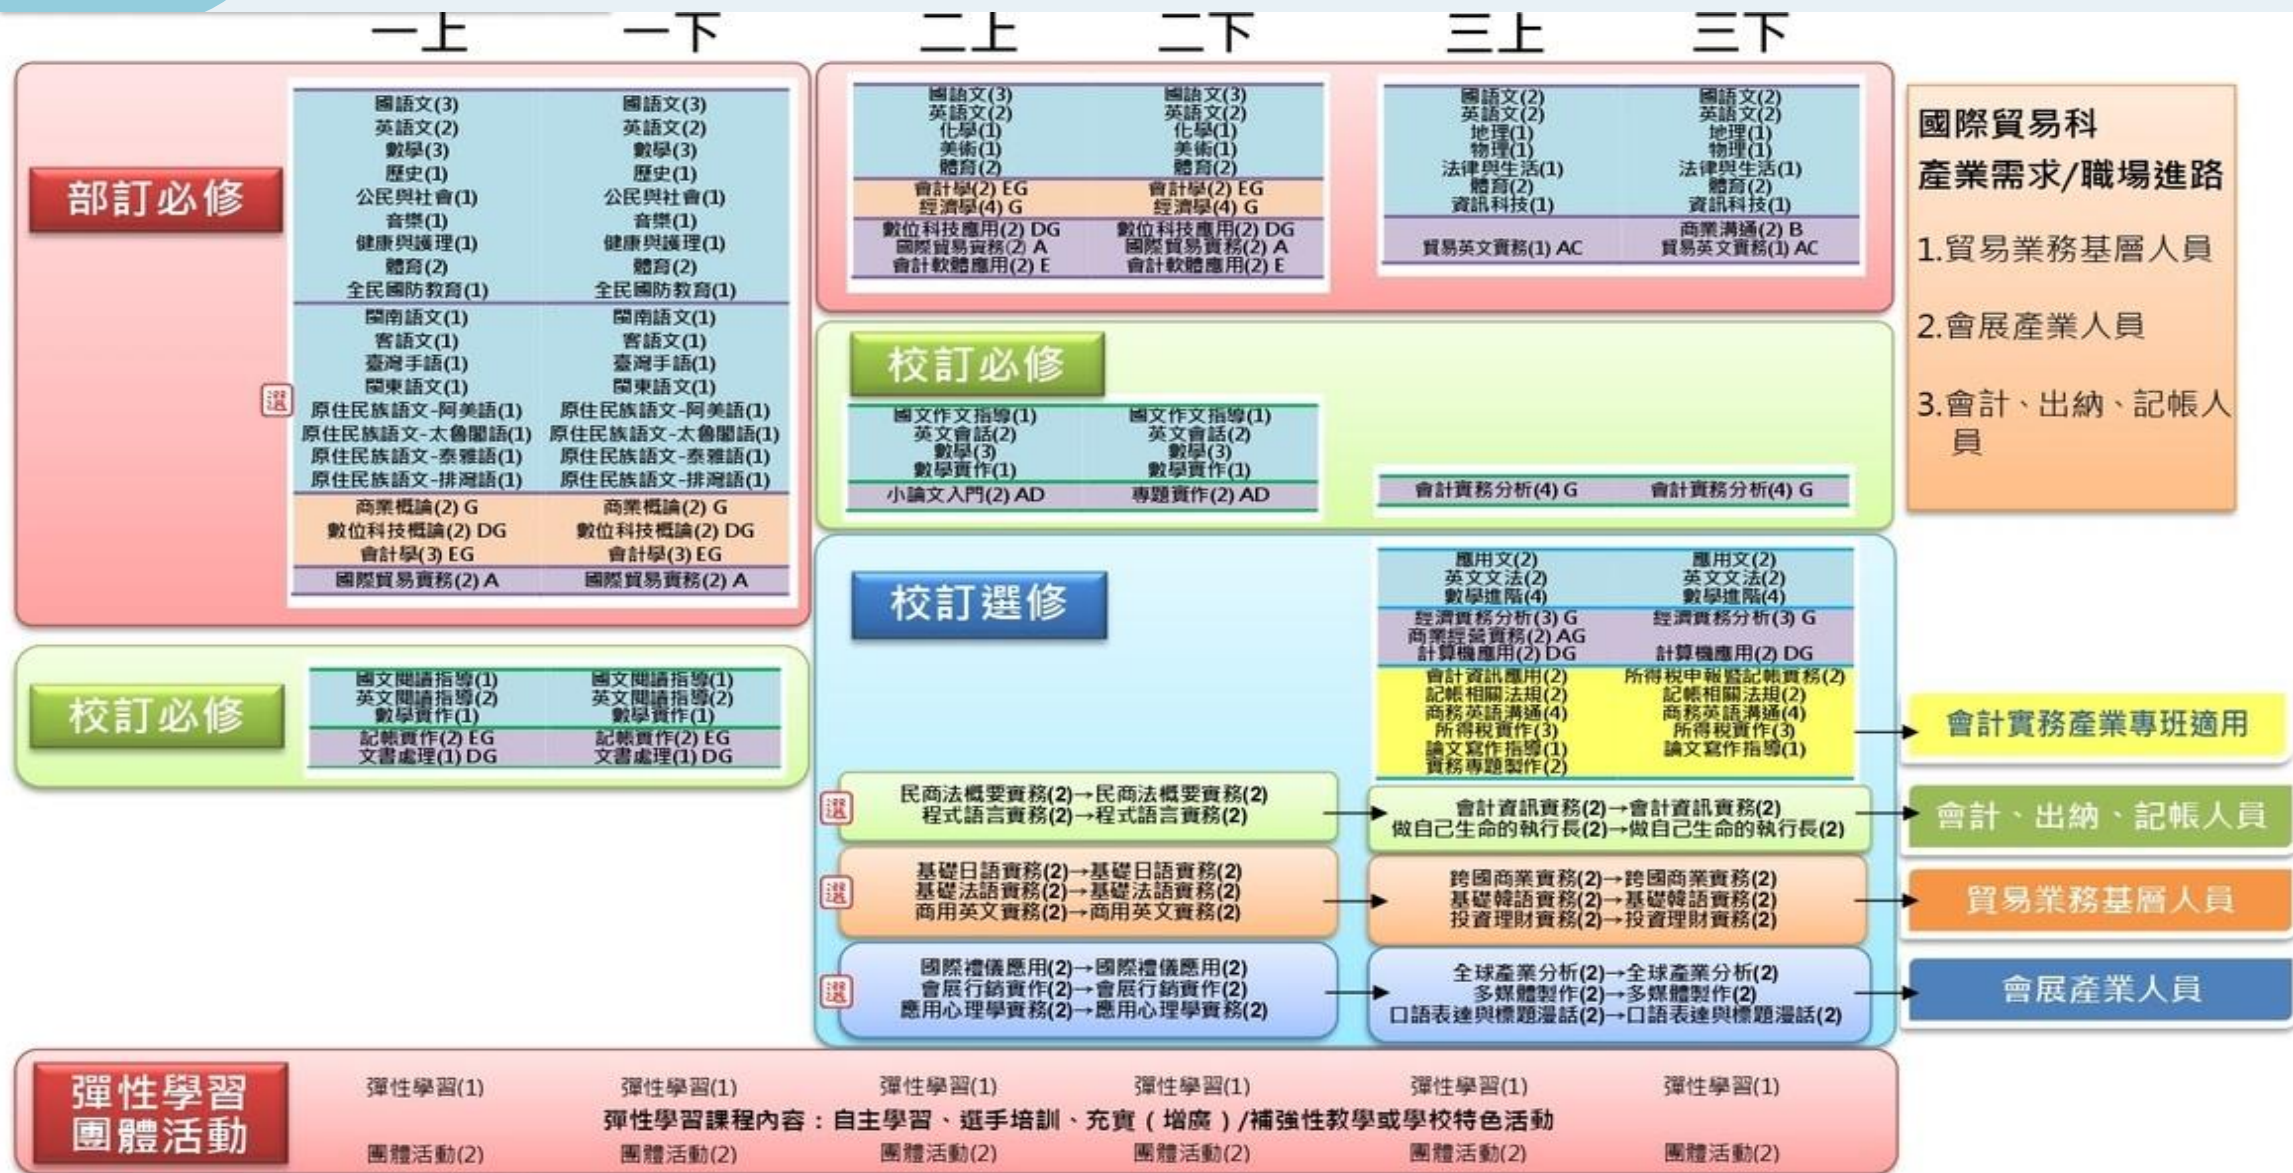 一上 一下 二上 二下 三上 三下
部訂必修
國語文(3) 國語文(3)
英語文(2) 英語文(2)
數學(3) 數學(3)
歷史(1) 歷史(1)
公民與社會(1) 公民與社會(1)
音樂(1) 音樂(1)
健康與護理(1) 健康與護理(1)
體育(2) 體育(2)
全民國防教育(1) 全民國防教育(1)
選
閩南語文(1) 閩南語文(1)
客語文(1) 客語文(1)
臺灣手語(1) 臺灣手語(1)
閩東語文(1) 閩東語文(1)
原住民族語文-阿美語(1) 原住民族語文-阿美語(1)
原住民族語文-太魯閣語(1) 原住民族語文-太魯閣語(1)
原住民族語文-泰雅語(1) 原住民族語文-泰雅語(1)
原住民族語文-排灣語(1) 原住民族語文-排灣語(1)
商業概論(2) G 商業概論(2) G
數位科技概論(2) DG 數位科技概論(2) DG
會計學(3) EG 會計學(3) EG
國際貿易實務(2) A 國際貿易實務(2) A
國語文(3) 國語文(3)
英語文(2) 英語文(2)
化學(1) 化學(1)
美術(1) 美術(1)
體育(2) 體育(2)
會計學(2) EG 會計學(2) EG
經濟學(4) G 經濟學(4) G
數位科技應用(2) DG 數位科技應用(2) DG
國際貿易實務(2) A 國際貿易實務(2) A
會計軟體應用(2) E 會計軟體應用(2) E
國語文(2) 國語文(2)
英語文(2) 英語文(2)
地理(1) 地理(1)
物理(1) 物理(1)
法律與生活(1) 法律與生活(1)
體育(2) 體育(2)
資訊科技(1) 資訊科技(1)
商業溝通(2) B
貿易英文實務(1) AC 貿易英文實務(1) AC
國際貿易科
產業需求/職場進路
1.貿易業務基層人員
2.會展產業人員
3.會計、出納、記帳人
員
校訂必修
國文閱讀指導(1) 國文閱讀指導(1)
英文閱讀指導(2) 英文閱讀指導(2)
數學實作(1) 數學實作(1)
記帳實作(2) EG 記帳實作(2) EG
文書處理(1) DG 文書處理(1) DG
校訂必修
國文作文指導(1) 國文作文指導(1)
英文會話(2) 英文會話(2)
數學(3) 數學(3)
數學實作(1) 數學實作(1)
小論文入門(2) AD 專題實作(2) AD
會計實務分析(4) G 會計實務分析(4) G
校訂選修
應用文(2) 應用文(2)
英文文法(2) 英文文法(2)
數學進階(4) 數學進階(4)
經濟實務分析(3) G 經濟實務分析(3) G
商業經營實務(2) AG
計算機應用(2) DG 計算機應用(2) DG
會計資訊應用(2) 所得稅申報暨記帳實務(2)
記帳相關法規(2) 記帳相關法規(2)
商務英語溝通(4) 商務英語溝通(4)
所得稅實作(3) 所得稅實作(3)
論文寫作指導(1) 論文寫作指導(1)
實務專題製作(2)
會計實務產業專班適用
選
民商法概要實務(2)→民商法概要實務(2)
程式語言實務(2)→程式語言實務(2)
會計資訊實務(2)→會計資訊實務(2)
做自己生命的執行長(2)→做自己生命的執行長(2)
會計、出納、記帳人員
選
基礎日語實務(2)→基礎日語實務(2)
基礎法語實務(2)→基礎法語實務(2)
商用英文實務(2)→商用英文實務(2)
跨國商業實務(2)→跨國商業實務(2)
基礎韓語實務(2)→基礎韓語實務(2)
投資理財實務(2)→投資理財實務(2)
貿易業務基層人員
選
國際禮儀應用(2)→國際禮儀應用(2)
會展行銷實作(2)→會展行銷實作(2)
應用心理學實務(2)→應用心理學實務(2)
全球產業分析(2)→全球產業分析(2)
多媒體製作(2)→多媒體製作(2)
口語表達與標題漫話(2)→口語表達與標題漫話(2)
會展產業人員
彈性學習
團體活動
彈性學習(1) 彈性學習(1) 彈性學習(1) 彈性學習(1) 彈性學習(1) 彈性學習(1)
彈性學習課程內容：自主學習、選手培訓、充實(增廣)/補強性教學或學校特色活動
團體活動(2) 團體活動(2) 團體活動(2) 團體活動(2) 團體活動(2) 團體活動(2)